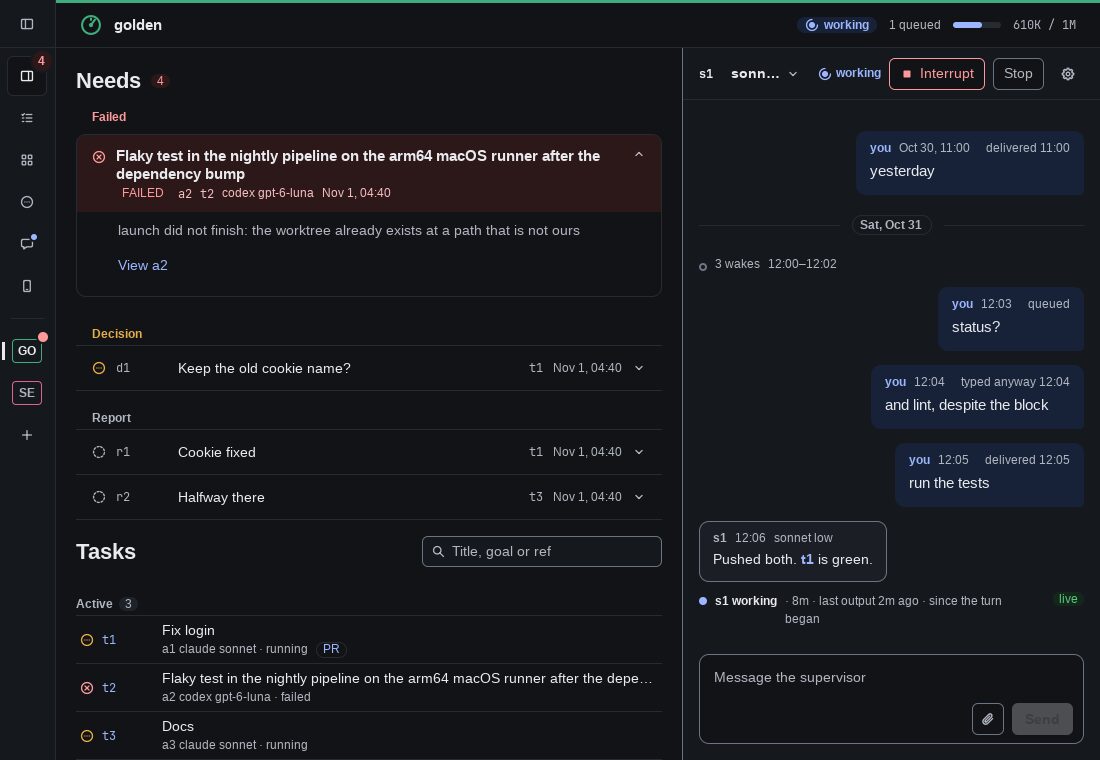 golden
working
1 queued
610K / 1M
4
GO
SE
Needs 4
Failed
Flaky test in the nightly pipeline on the arm64 macOS runner after the
dependency bump
FAILED a2 t2 codex gpt-6-luna Nov 1, 04:40
launch did not finish: the worktree already exists at a path that is not ours
View a2
Decision
d1 Keep the old cookie name? t1 Nov 1, 04:40
Report
r1 Cookie fixed t1 Nov 1, 04:40
r2 Halfway there t3 Nov 1, 04:40
Tasks
Title, goal or ref
Active 3
t1 Fix login
a1 claude sonnet · running PR
t2 Flaky test in the nightly pipeline on the arm64 macOS runner after the depe…
a2 codex gpt-6-luna · failed
t3 Docs
a3 claude sonnet · running
s1 sonn… working Interrupt Stop
you Oct 30, 11:00 delivered 11:00
yesterday
Sat, Oct 31
3 wakes 12:00–12:02
you 12:03 queued
status?
you 12:04 typed anyway 12:04
and lint, despite the block
you 12:05 delivered 12:05
run the tests
s1 12:06 sonnet low
Pushed both. t1 is green.
s1 working · 8m · last output 2m ago · since the turn
began
live
Message the supervisor
Send